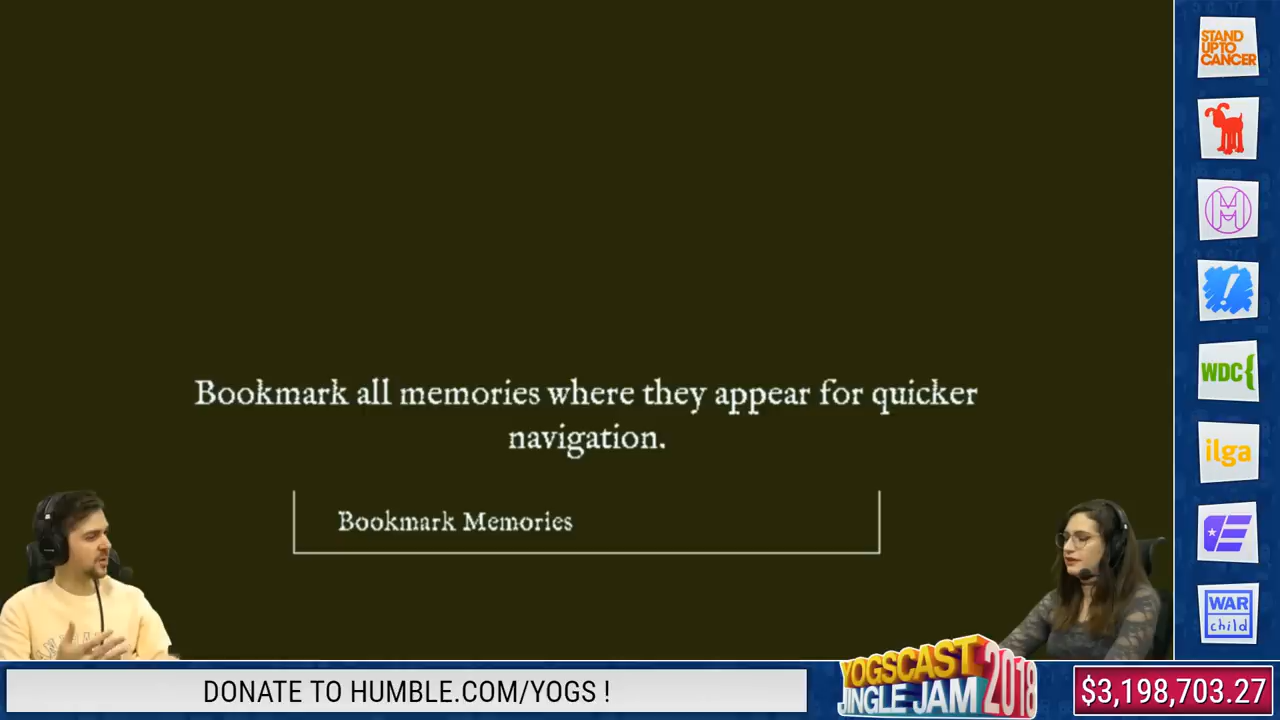 STAND
UP TO
CANCER
Bookmark all memories where they appear for quicker
navigation.
Bookmark Memories
WDC
ilga
WAR
child
DONATE TO HUMBLE.COM/YOGS !
YOGSCAST
JINGLE JAM 2018
$3,198,703.27